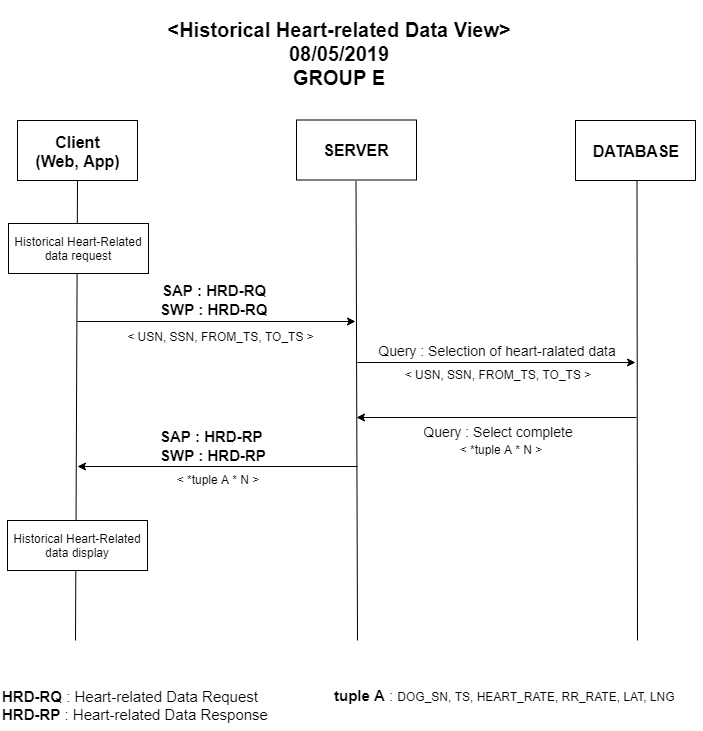 <Historical Heart-related Data View>
08/05/2019
GROUP E
Client
(Web, App)
SERVER
DATABASE
Historical Heart-Related
data request
SAP : HRD-RQ
SWP : HRD-RQ
< USN, SSN, FROM_TS, TO_TS >
Query : Selection of heart-ralated data
< USN, SSN, FROM_TS, TO_TS >
Query : Select complete
< *tuple A * N >
SAP : HRD-RP
SWP : HRD-RP
< *tuple A * N >
Historical Heart-Related
data display
HRD-RQ : Heart-related Data Request
HRD-RP : Heart-related Data Response
tuple A : DOG_SN, TS, HEART_RATE, RR_RATE, LAT, LNG